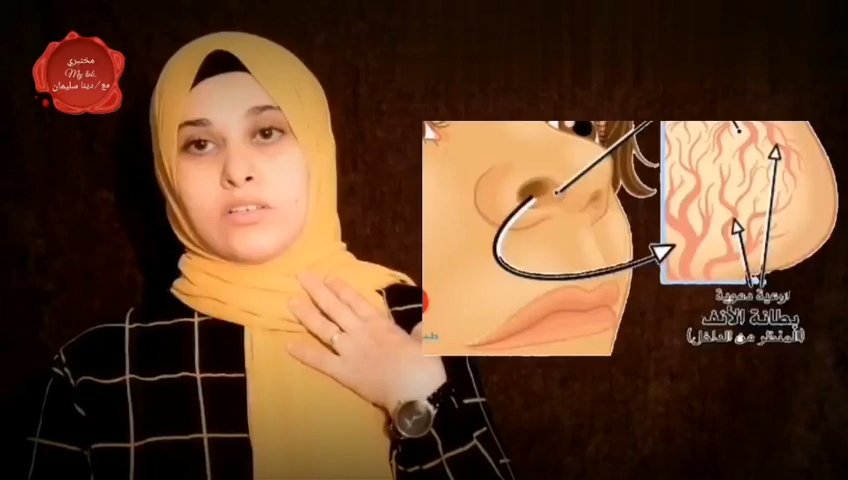 مختبري
My lab.
مع/دينا سليمان
اوعية دموية
بطانة الأنف
(المنظر من الداخل)